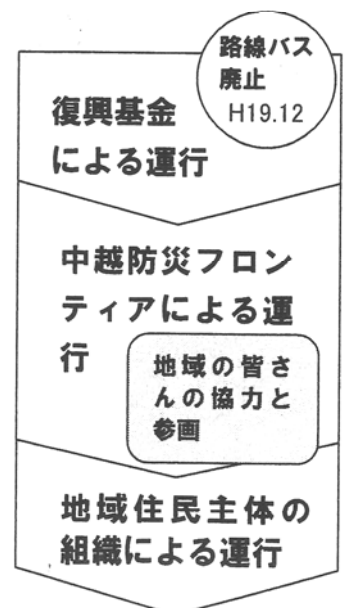 路線バス
廃止
H19.12
復興基金
による運行
中越防災フロン
ティアによる運
行
地域の皆さ
んの協力と
参画
地域住民主体の
組織による運行